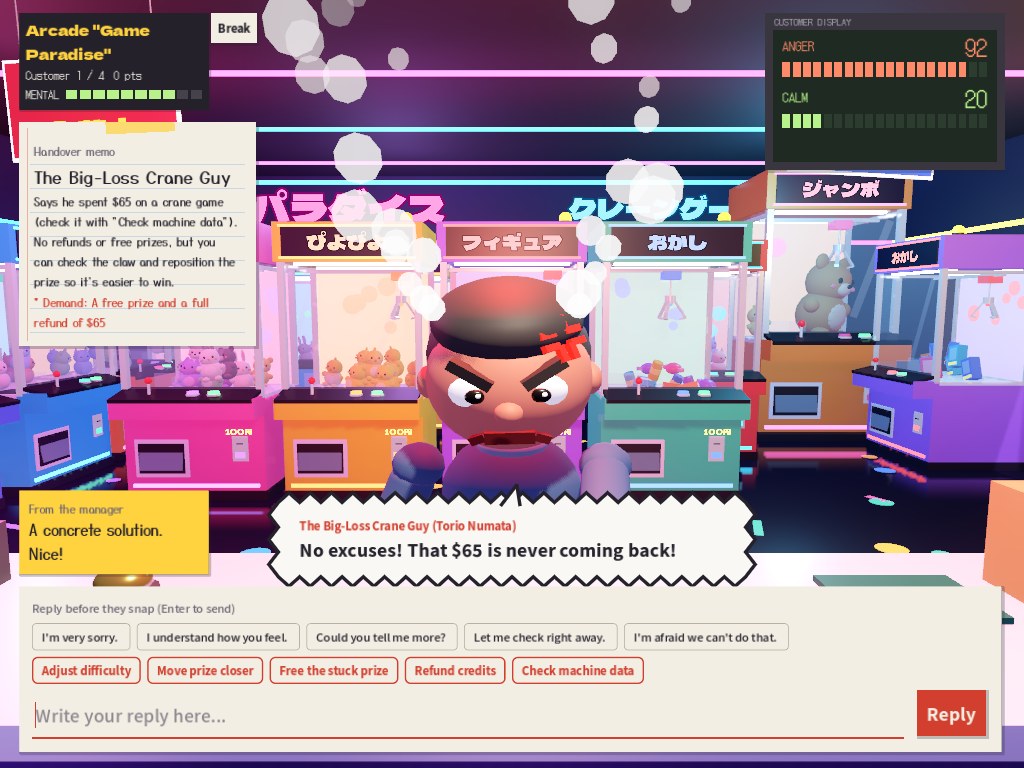 Arcade "Game
Paradise"
Customer 1 / 4 0 pts
MENTAL
Break
CUSTOMER DISPLAY
ANGER 92
CALM 20
Handover memo
The Big-Loss Crane Guy
Says he spent $65 on a crane game
(check it with "Check machine data").
No refunds or free prizes, but you
can check the claw and reposition the
prize so it's easier to win.
* Demand: A free prize and a full
refund of $65
パラダイス
クレーンゲー
ジャンボ
ぴよぴよ
フィギュア
おかし
おかし
100円
100円
100円
From the manager
A concrete solution.
Nice!
The Big-Loss Crane Guy (Torio Numata)
No excuses! That $65 is never coming back!
Reply before they snap (Enter to send)
I'm very sorry.
I understand how you feel.
Could you tell me more?
Let me check right away.
I'm afraid we can't do that.
Adjust difficulty
Move prize closer
Free the stuck prize
Refund credits
Check machine data
Write your reply here...
Reply